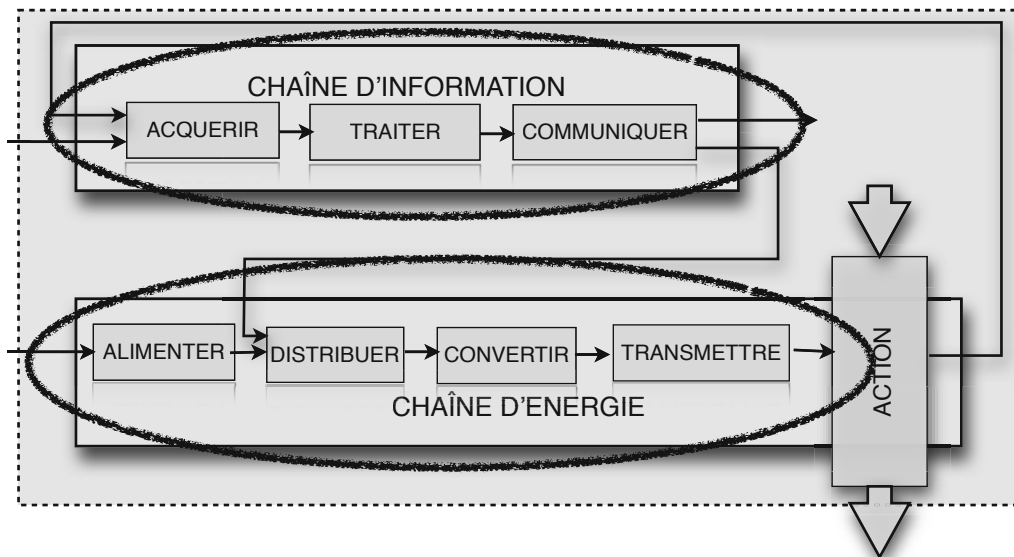 CHAÎNE D'INFORMATION
ACQUERIR
TRAITER
COMMUNIQUER
ALIMENTER
DISTRIBUER
CONVERTIR
TRANSMETTRE
CHAÎNE D'ENERGIE
ACTION